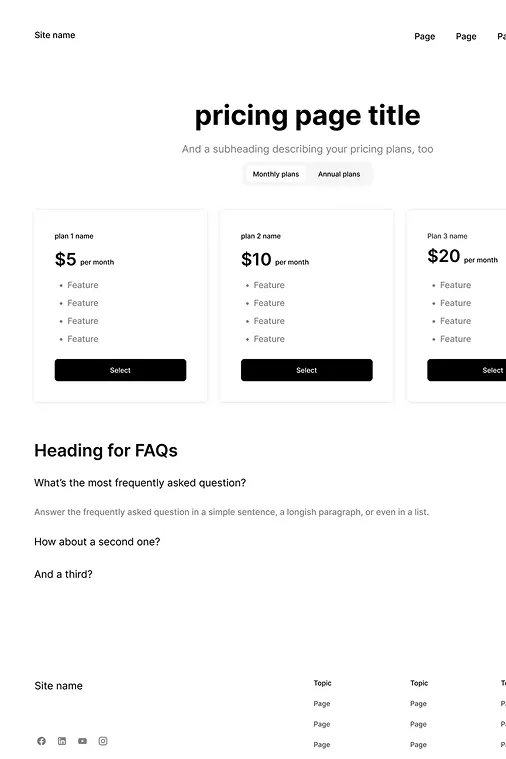 Site name
Page Page
pricing page title
And a subheading describing your pricing plans, too
Monthly plans Annual plans
plan 1 name
$5 per month
• Feature
• Feature
• Feature
• Feature
Select
plan 2 name
$10 per month
• Feature
• Feature
• Feature
• Feature
Select
Plan 3 name
$20 per month
• Feature
• Feature
• Feature
• Feature
Select
Heading for FAQs
What's the most frequently asked question?
Answer the frequently asked question in a simple sentence, a longish paragraph, or even in a list.
How about a second one?
And a third?
Site name
Topic
Page
Page
Page
Topic
Page
Page
Page